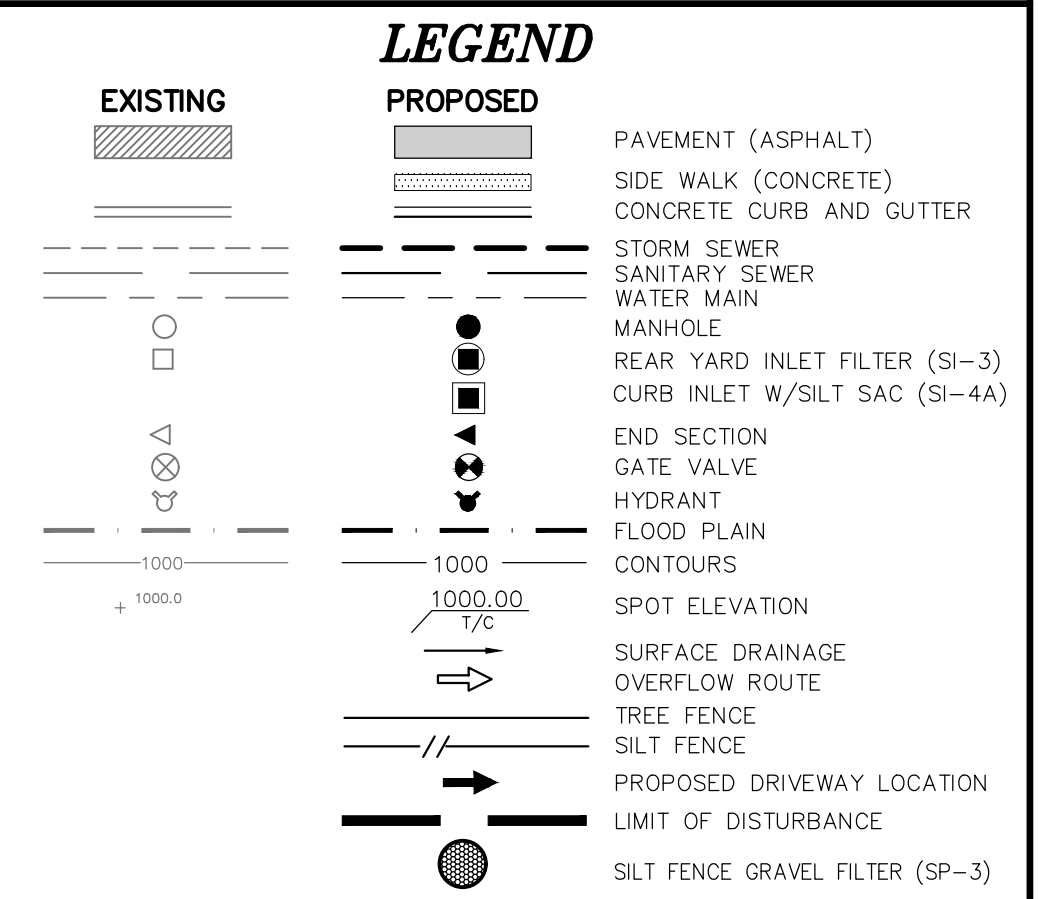 LEGEND
EXISTING PROPOSED
PAVEMENT (ASPHALT)
SIDE WALK (CONCRETE)
CONCRETE CURB AND GUTTER
STORM SEWER
SANITARY SEWER
WATER MAIN
MANHOLE
REAR YARD INLET FILTER (SI-3)
CURB INLET W/SILT SAC (SI-4A)
END SECTION
GATE VALVE
HYDRANT
FLOOD PLAIN
1000 1000 CONTOURS
1000.0 1000.00 SPOT ELEVATION
T/C
SURFACE DRAINAGE
OVERFLOW ROUTE
TREE FENCE
SILT FENCE
PROPOSED DRIVEWAY LOCATION
LIMIT OF DISTURBANCE
SILT FENCE GRAVEL FILTER (SP-3)